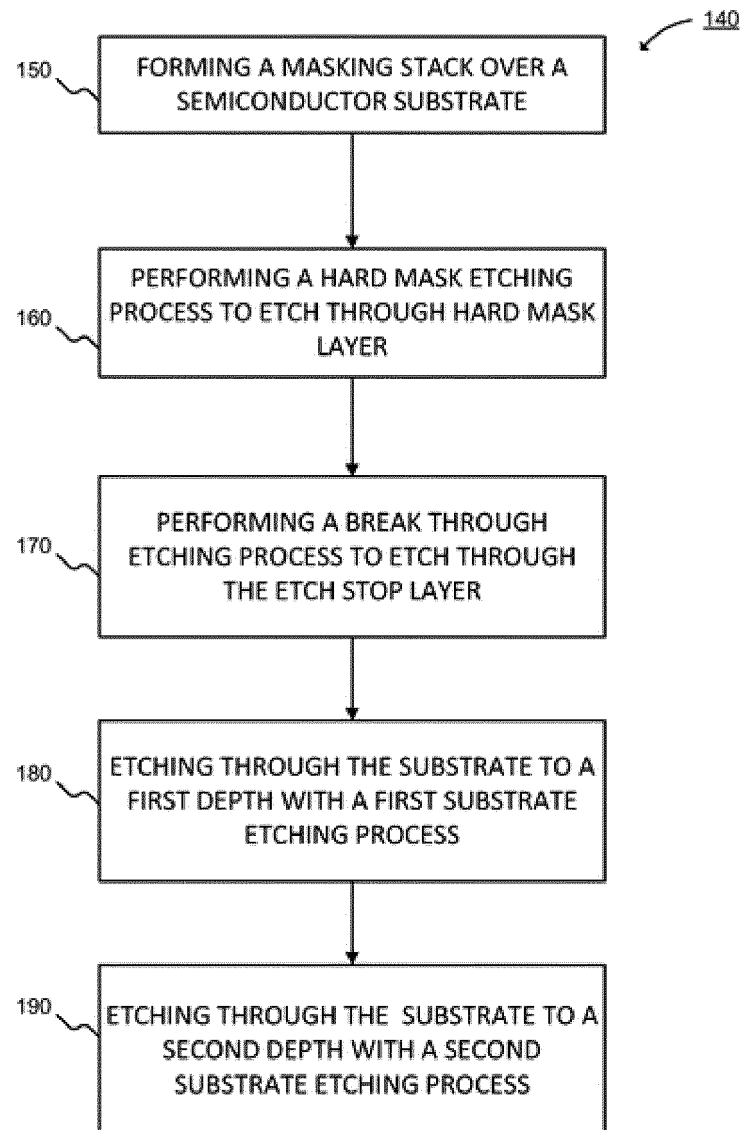 140
150
FORMING A MASKING STACK OVER A
SEMICONDUCTOR SUBSTRATE
160
PERFORMING A HARD MASK ETCHING
PROCESS TO ETCH THROUGH HARD MASK
LAYER
170
PERFORMING A BREAK THROUGH
ETCHING PROCESS TO ETCH THROUGH
THE ETCH STOP LAYER
180
ETCHING THROUGH THE SUBSTRATE TO A
FIRST DEPTH WITH A FIRST SUBSTRATE
ETCHING PROCESS
190
ETCHING THROUGH THE SUBSTRATE TO A
SECOND DEPTH WITH A SECOND
SUBSTRATE ETCHING PROCESS